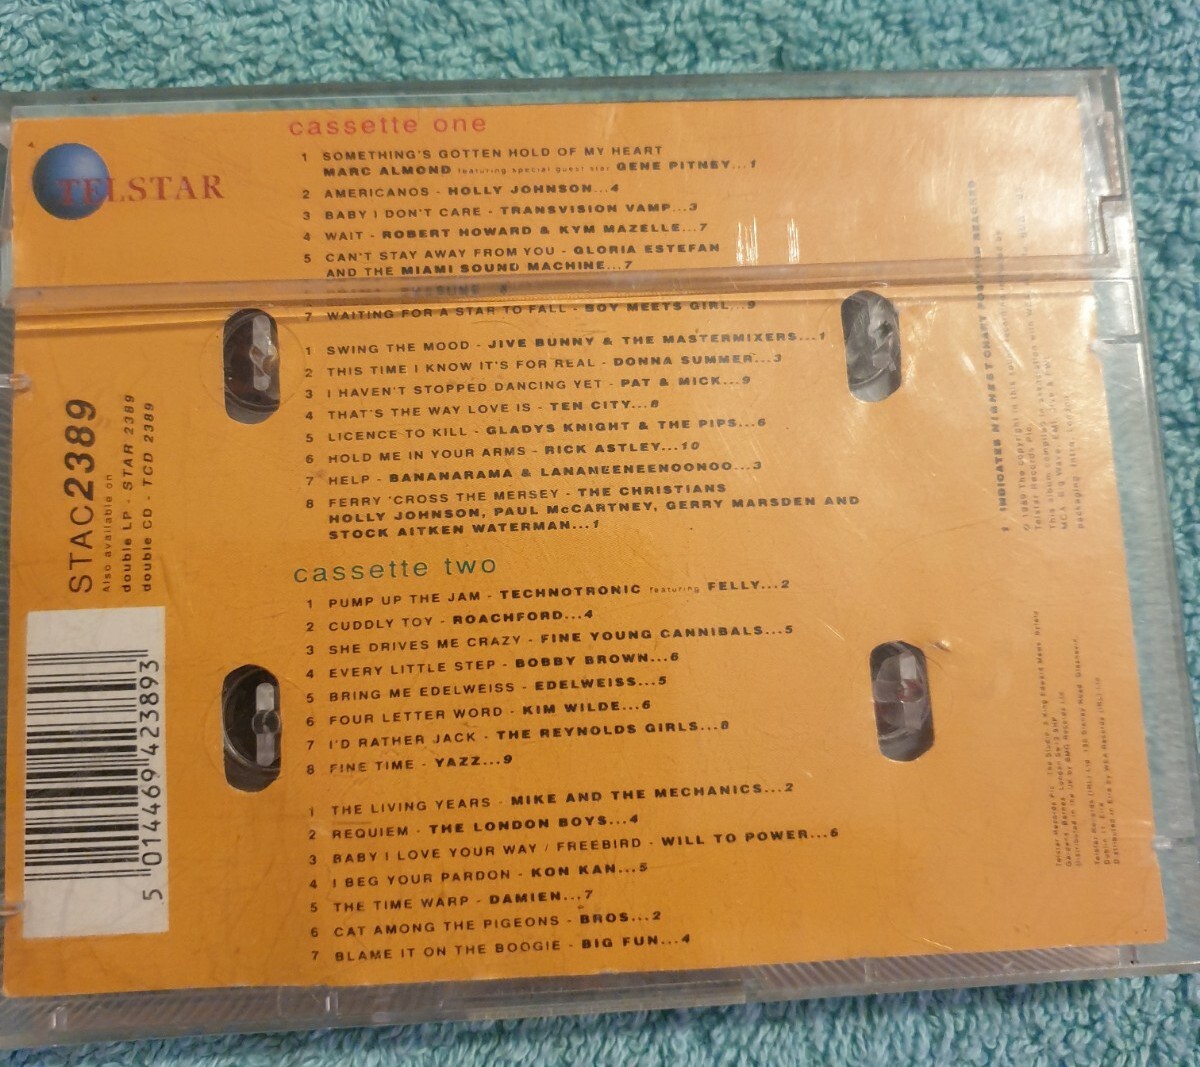 TELSTAR
cassette one
1 SOMETHING'S GOTTEN HOLD OF MY HEART
MARC ALMOND featuring special guest star GENE PITNEY...1
2 AMERICANOS - HOLLY JOHNSON...4
3 BABY I DON'T CARE - TRANSVISION VAMP...3
4 WAIT - ROBERT HOWARD & KYM MAZELLE...7
5 CAN'T STAY AWAY FROM YOU - GLORIA ESTEFAN
AND THE MIAMI SOUND MACHINE...7
7 WAITING FOR A STAR TO FALL - BOY MEETS GIRL...9
1 SWING THE MOOD - JIVE BUNNY & THE MASTERMIXERS...1
2 THIS TIME I KNOW IT'S FOR REAL - DONNA SUMMER...3
3 I HAVEN'T STOPPED DANCING YET - PAT & MICK...9
4 THAT'S THE WAY LOVE IS - TEN CITY...8
5 LICENCE TO KILL - GLADYS KNIGHT & THE PIPS...6
6 HOLD ME IN YOUR ARMS - RICK ASTLEY...10
7 HELP - BANANARAMA & LANANEENEENOONOO...3
8 FERRY 'CROSS THE MERSEY - THE CHRISTIANS
HOLLY JOHNSON, PAUL McCARTNEY, GERRY MARSDEN AND
STOCK AITKEN WATERMAN...1
cassette two
1 PUMP UP THE JAM - TECHNOTRONIC featuring FELLY...2
2 CUDDLY TOY - ROACHFORD...4
3 SHE DRIVES ME CRAZY - FINE YOUNG CANNIBALS...5
4 EVERY LITTLE STEP - BOBBY BROWN...6
5 BRING ME EDELWEISS - EDELWEISS...5
6 FOUR LETTER WORD - KIM WILDE...6
7 I'D RATHER JACK - THE REYNOLDS GIRLS...8
8 FINE TIME - YAZZ...9
1 THE LIVING YEARS - MIKE AND THE MECHANICS...2
2 REQUIEM - THE LONDON BOYS...4
3 BABY I LOVE YOUR WAY / FREEBIRD - WILL TO POWER...6
4 I BEG YOUR PARDON - KON KAN...5
5 THE TIME WARP - DAMIEN...7
6 CAT AMONG THE PIGEONS - BROS...2
7 BLAME IT ON THE BOOGIE - BIG FUN...4
STAC2389
Also available on
double LP - STAR 2389
double CD - TCD 2389
5 014469 423893
INDICATES HIGHEST CHART POSITION REACHED
Telstar Records Plc.